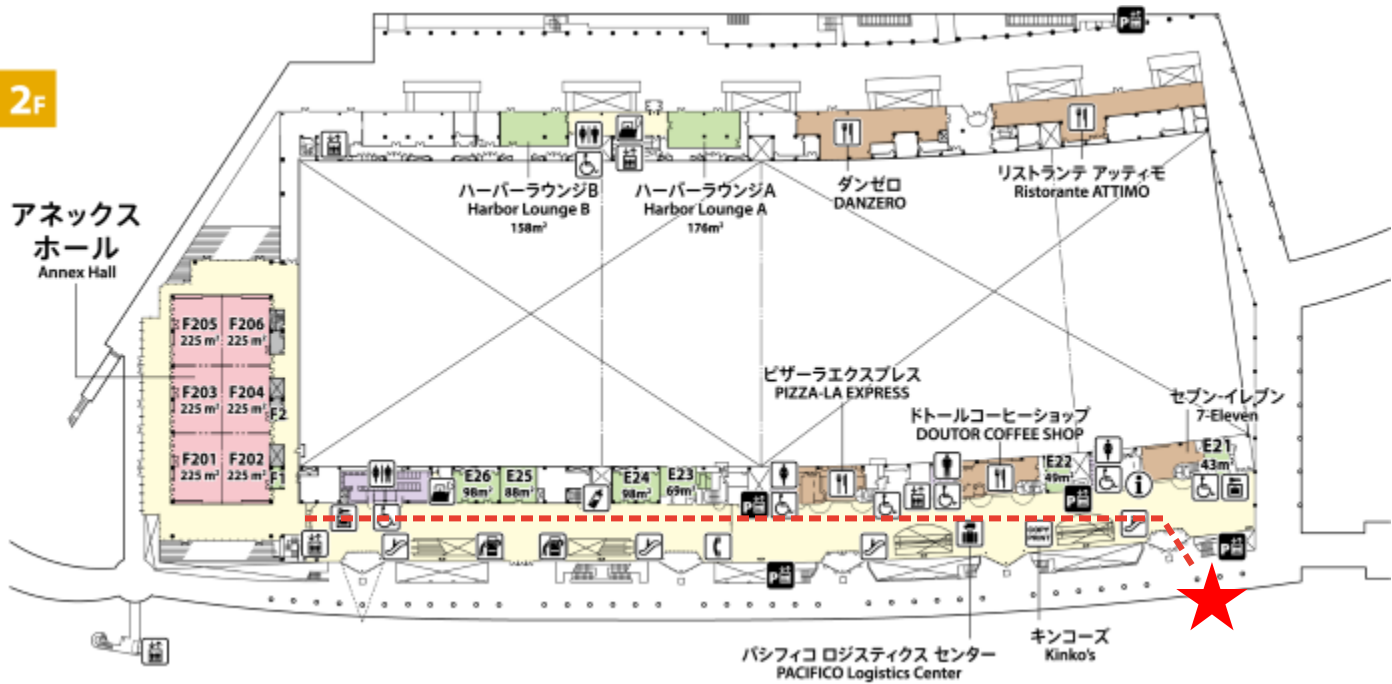 2F
ハーバーラウンジB
Harbor Lounge B
158m²
ハーバーラウンジA
Harbor Lounge A
176m²
ダンゼロ
DANZERO
リストランテ アッティモ
Ristorante ATTIMO
アネックス
ホール
Annex Hall
F205
225 m²
F206
225 m²
F203
225 m²
F204
225 m²
F2
F201
225 m²
F202
225 m²
F1
ピザーラエクスプレス
PIZZA-LA EXPRESS
ドトールコーヒーショップ
DOUTOR COFFEE SHOP
セブン-イレブン
7-Eleven
E26
98m²
E25
88m²
E24
98m²
E23
69m²
E22
49m²
E21
43m²
P
P
P
P
i
COPY
PRINT
パシフィコ ロジスティクス センター
PACIFICO Logistics Center
キンコーズ
Kinko's